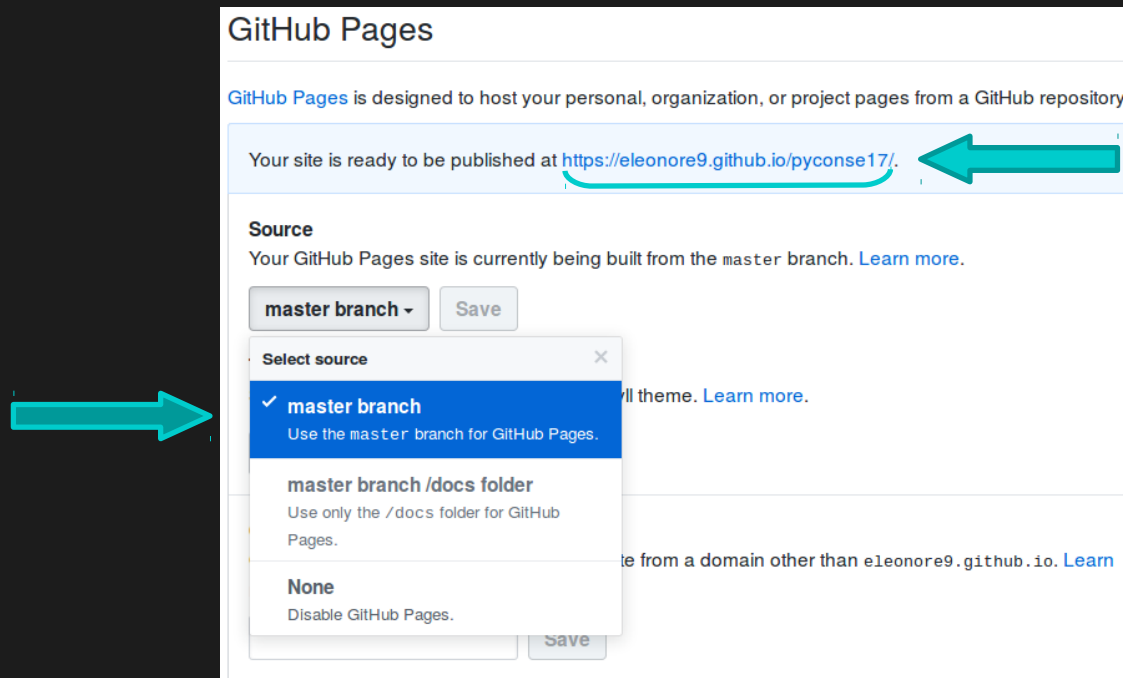 GitHub Pages
GitHub Pages is designed to host your personal, organization, or project pages from a GitHub repository
Your site is ready to be published at https://eleonore9.github.io/pyconse17/.
Source
Your GitHub Pages site is currently being built from the master branch. Learn more.
master branch Save
Select source ×
master branch
Use the master branch for GitHub Pages.
master branch /docs folder
Use only the /docs folder for GitHub
Pages.
None
Disable GitHub Pages.
theme. Learn more.
from a domain other than eleonore9.github.io. Learn
Save